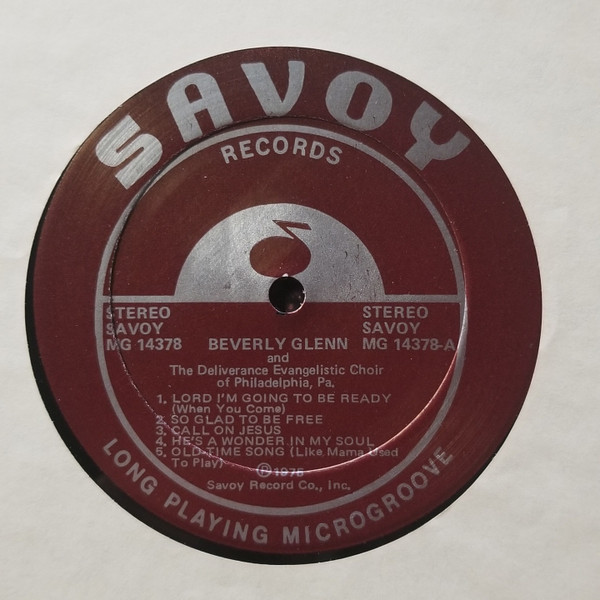 SAVOY
RECORDS
STEREO
SAVOY
MG 14378
STEREO
SAVOY
MG 14378-A
BEVERLY GLENN
and
The Deliverance Evangelistic Choir
of Philadelphia, Pa.
1. LORD I'M GOING TO BE READY
(When You Come)
2. SO GLAD TO BE FREE
3. CALL ON JESUS
4. HE'S A WONDER IN MY SOUL
5. OLD-TIME SONG (Like Mama Used
To Play)
Ⓟ 1975
Savoy Record Co., Inc.
LONG PLAYING MICROGROOVE